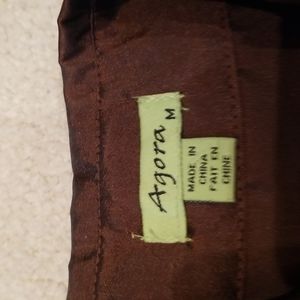 Agora M
MADE IN
CHINA
FAIT EN
CHINE